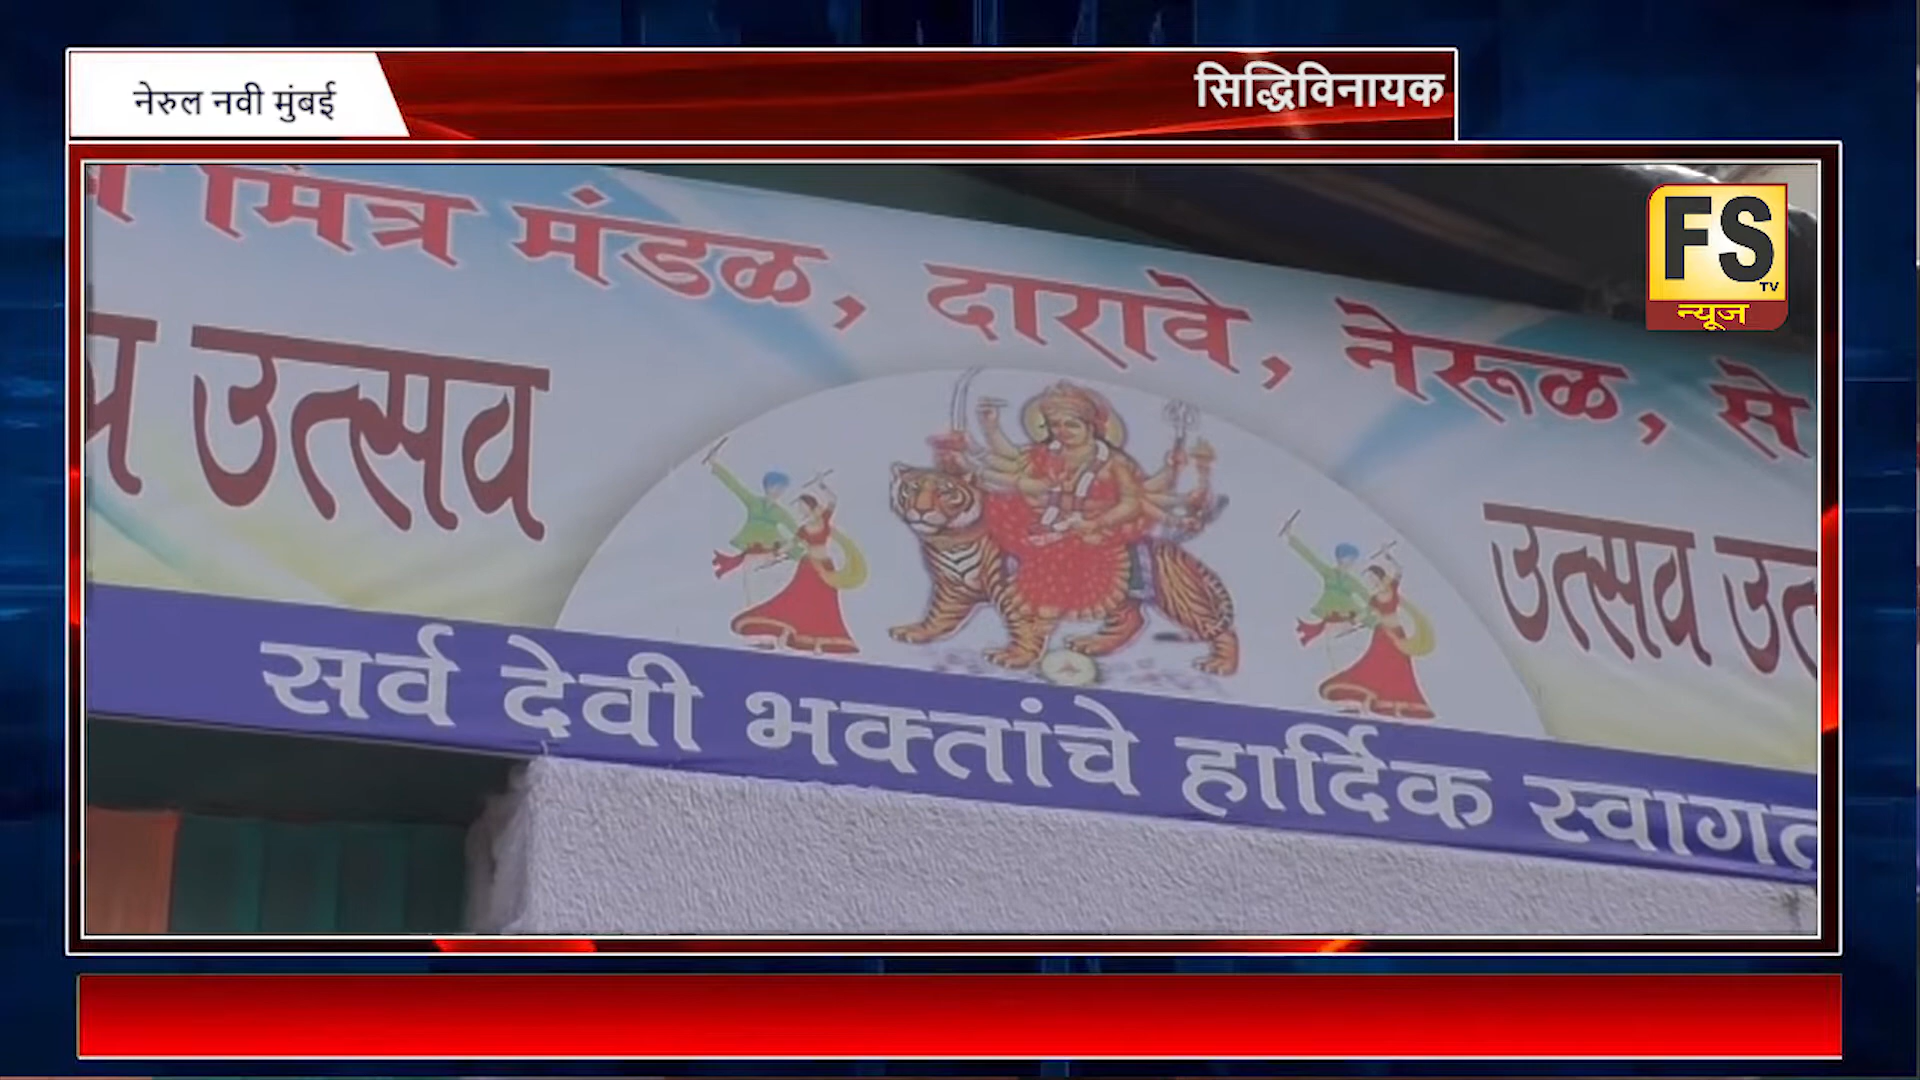 नेरुल नवी मुंबई
सिद्धिविनायक
FS
TV
न्यूज
मित्र मंडळ, दारावे, नेरूळ, से
उत्सव
उत्सव
सर्व देवी भक्तांचे हार्दिक स्वागत